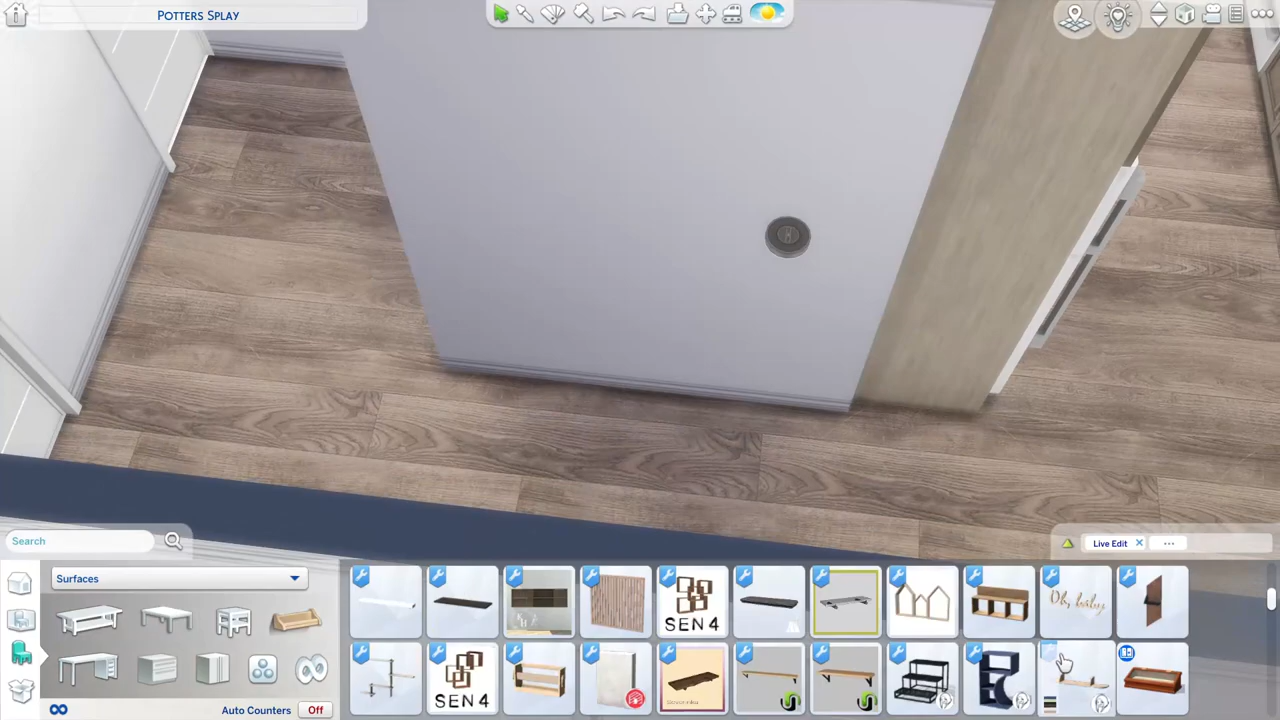 POTTERS SPLAY
Search
Live Edit
Surfaces
SEN 4
Oh, baby
SEN 4
Auto Counters
Off